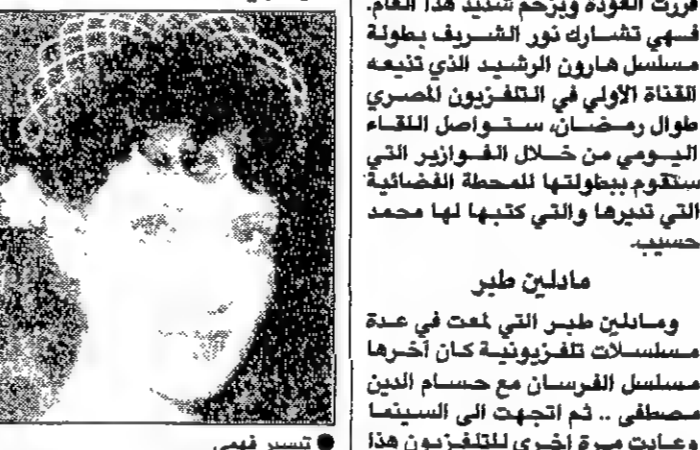 قررت العودة وبزخم شديد هذا العام.
فهي تشارك نور الشريف بطولة
مسلسل هارون الرشيد الذي تذيعه
القناة الأولي في التلفزيون المصري
طوال رمضان، ستواصل اللقاء
اليومي من خلال الفوازير التي
ستقوم ببطولتها للمحطة الفضائية
التي تديرها والتي كتبها لها محمد
حسيب.
مادلين طبر
ومادلين طبر التي لمعت في عدة
مسلسلات تلفزيونية كان آخرها
مسلسل الفرسان مع حسام الدين
مصطفى .. ثم اتجهت الى السينما
وعادت مرة اخرى للتلفزيون هذا
● تيسير فهمي